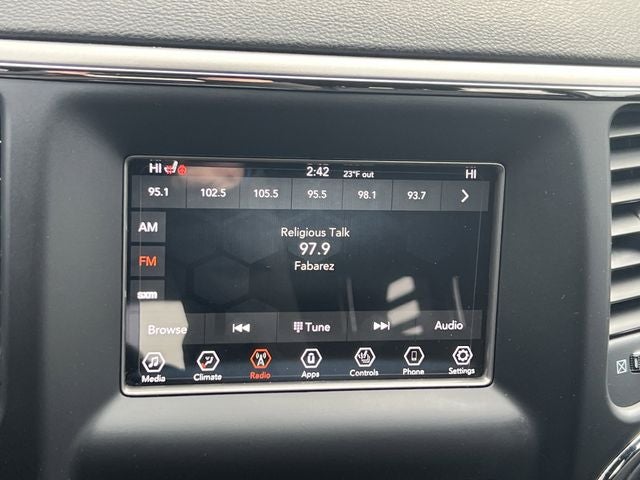 HI 2:42 23°F out HI
95.1 102.5 105.5 95.5 98.1 93.7
AM
Religious Talk
97.9
FM
Fabarez
sxm
Browse Tune Audio
Media Climate Radio Apps Controls Phone Settings